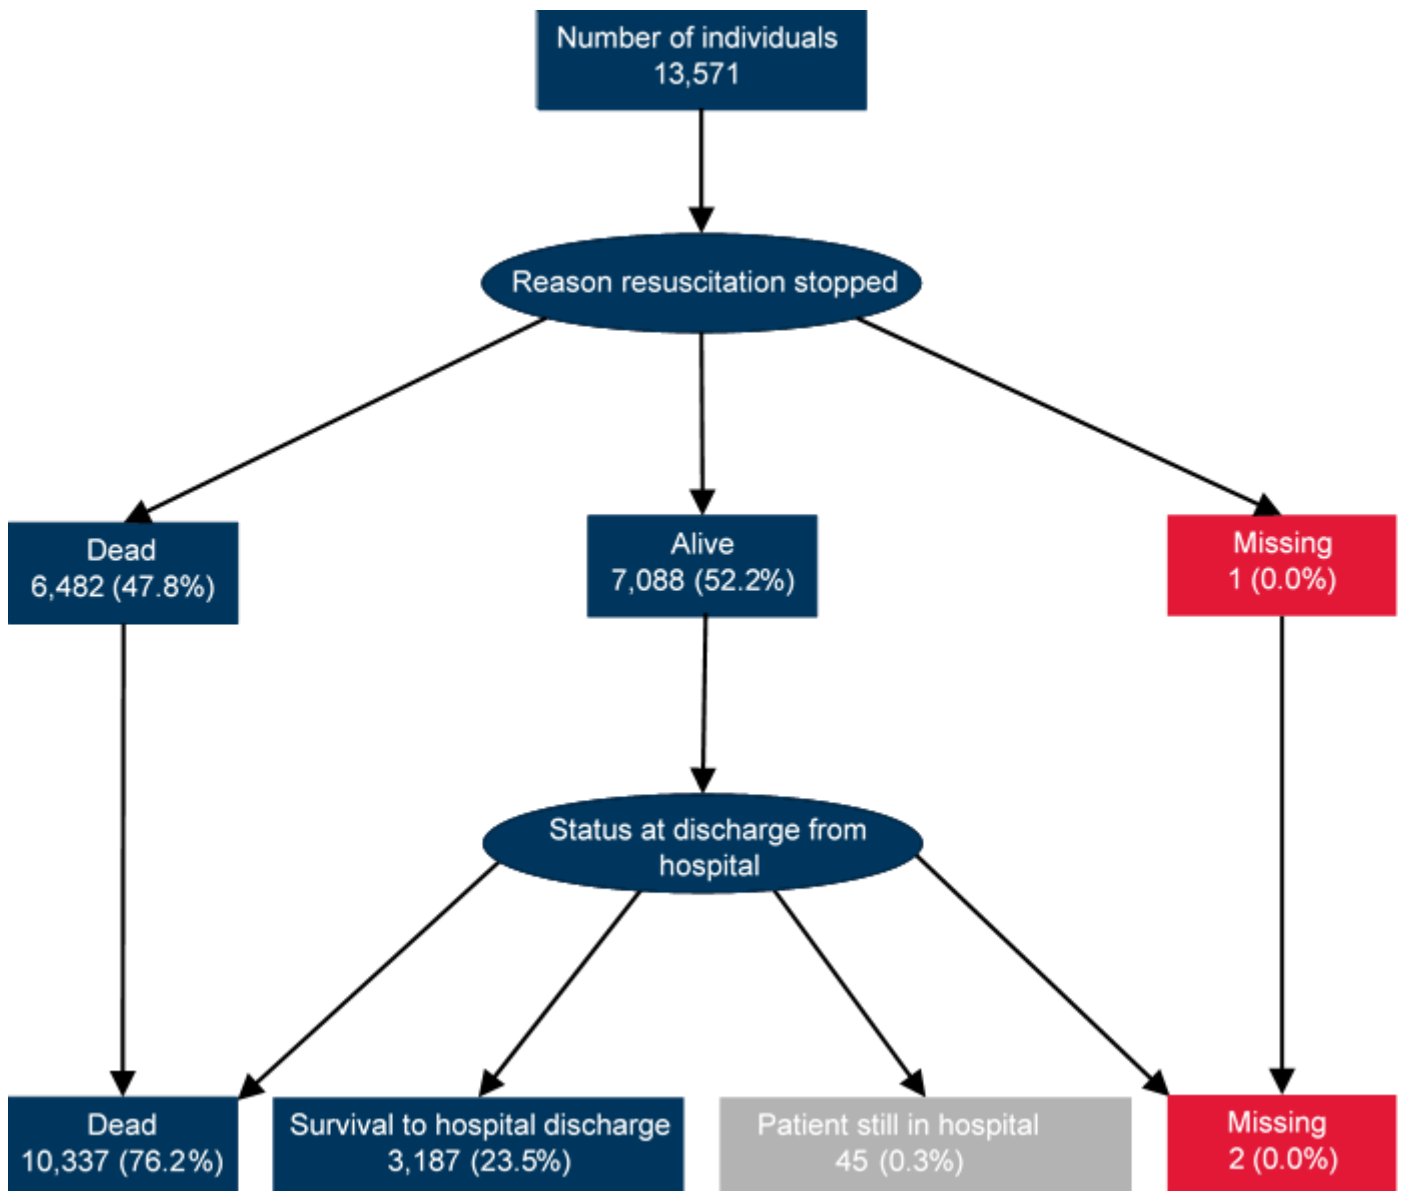 Number of individuals
13,571
Reason resuscitation stopped
Dead
6,482 (47.8%)
Alive
7,088 (52.2%)
Missing
1 (0.0%)
Status at discharge from
hospital
Dead
10,337 (76.2%)
Survival to hospital discharge
3,187 (23.5%)
Patient still in hospital
45 (0.3%)
Missing
2 (0.0%)